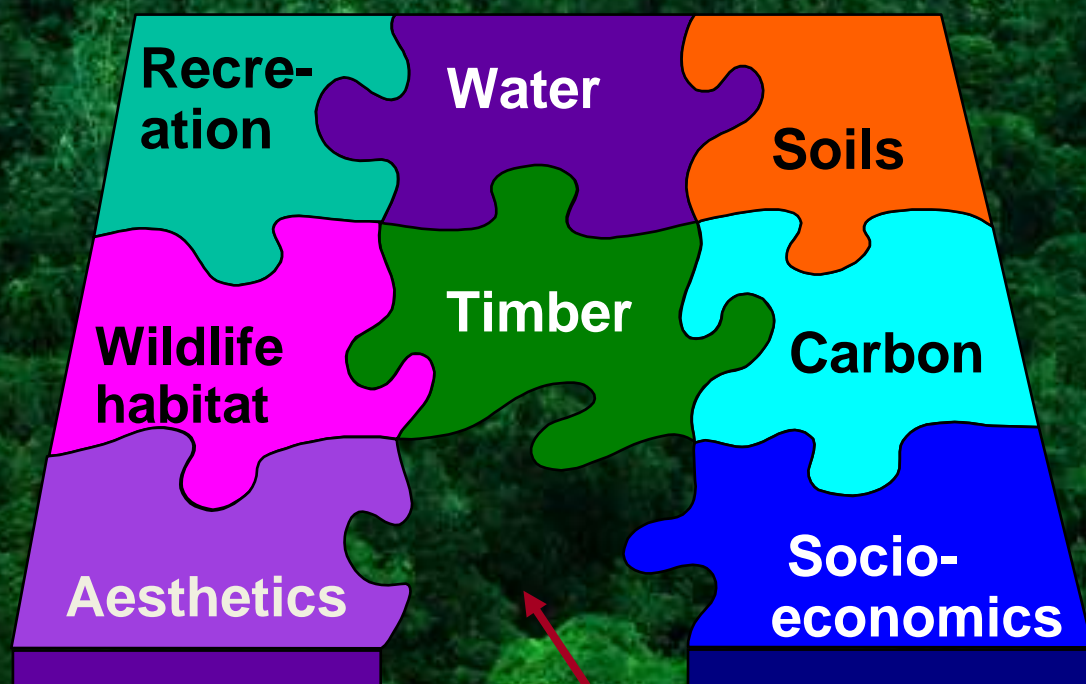 Recre-
ation
Water
Soils
Wildlife
habitat
Timber
Carbon
Aesthetics
Socio-
economics